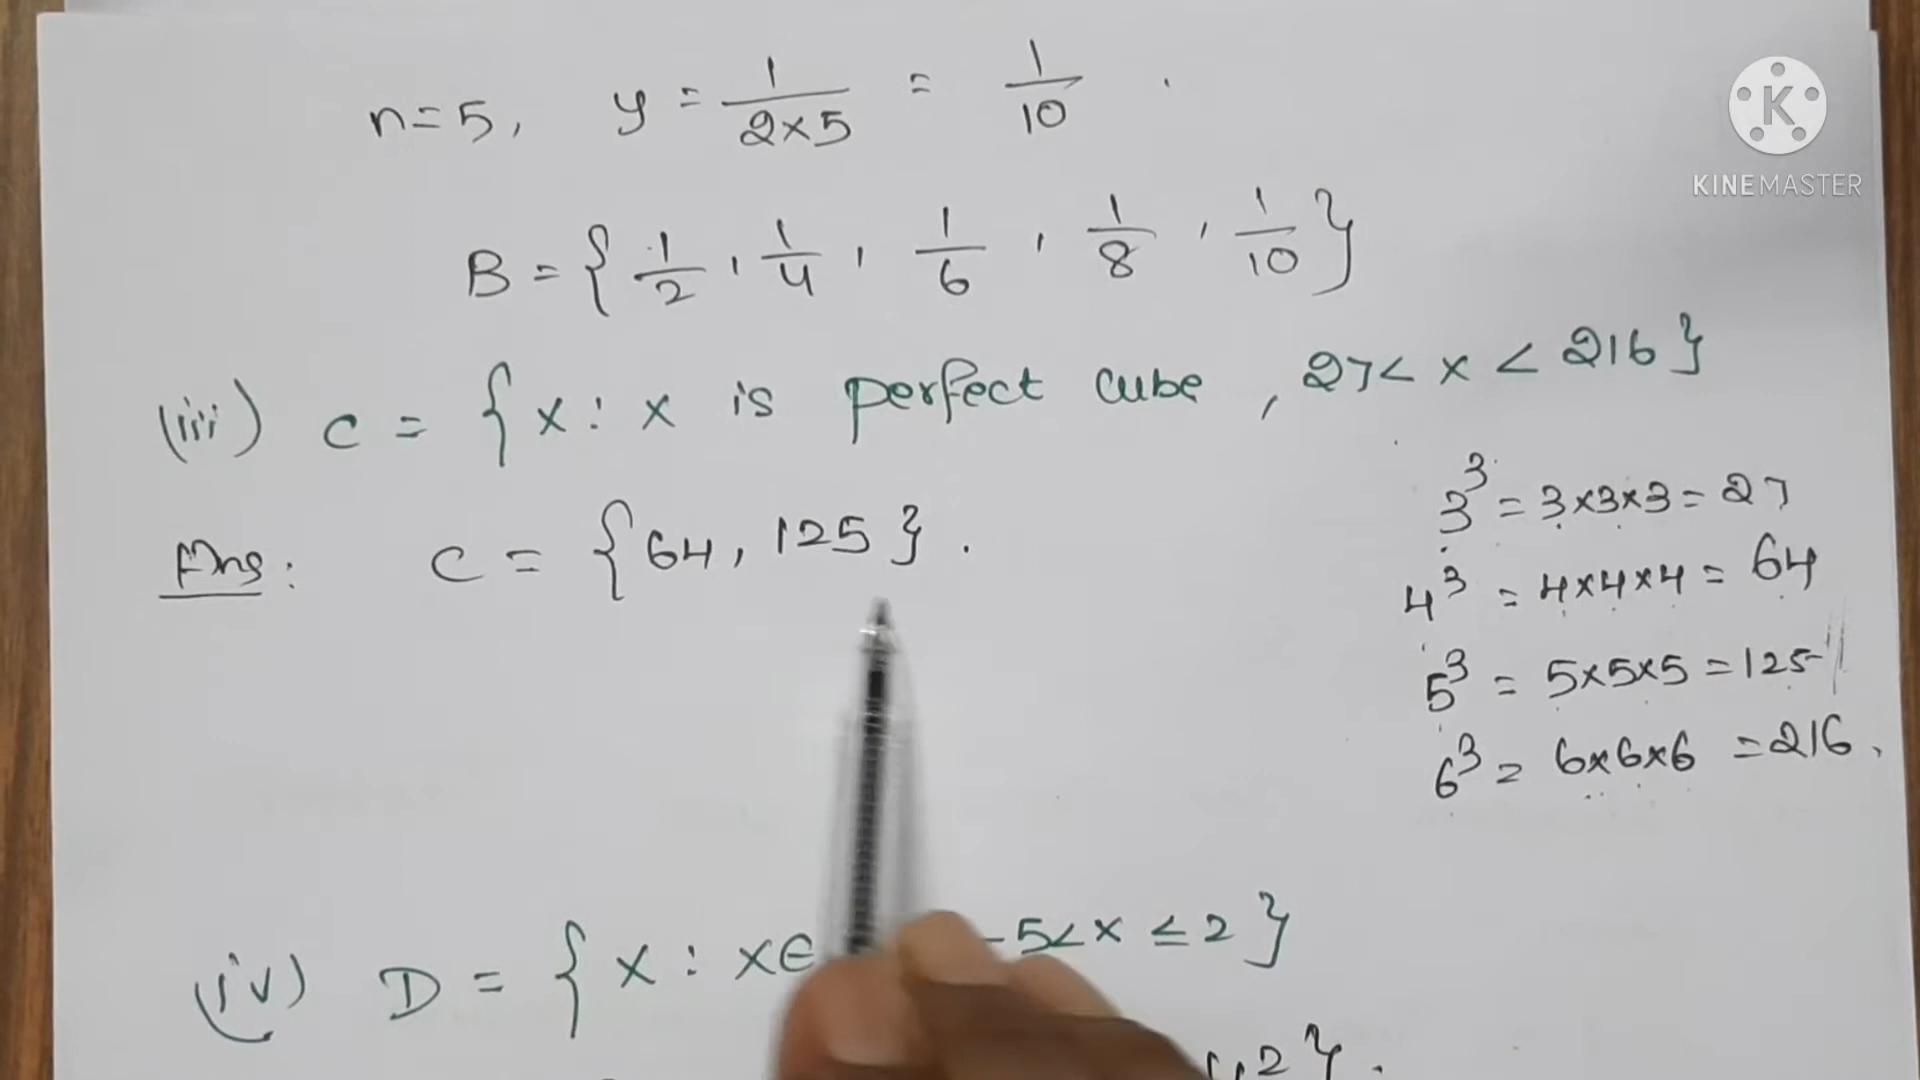 n=5, y = 1/2×5 = 1/10 .
K
KINEMASTER
B = {1/2, 1/4, 1/6, 1/8, 1/10}
(iii) C = {x : x is perfect cube, 27< x < 216}
Ans: C = {64, 125}.
3³ = 3×3×3 = 27
4³ = 4×4×4 = 64
5³ = 5×5×5 = 125
6³ = 6×6×6 = 216.
(iv) D = {x : x∈ -5<x ≤2}
,2}.